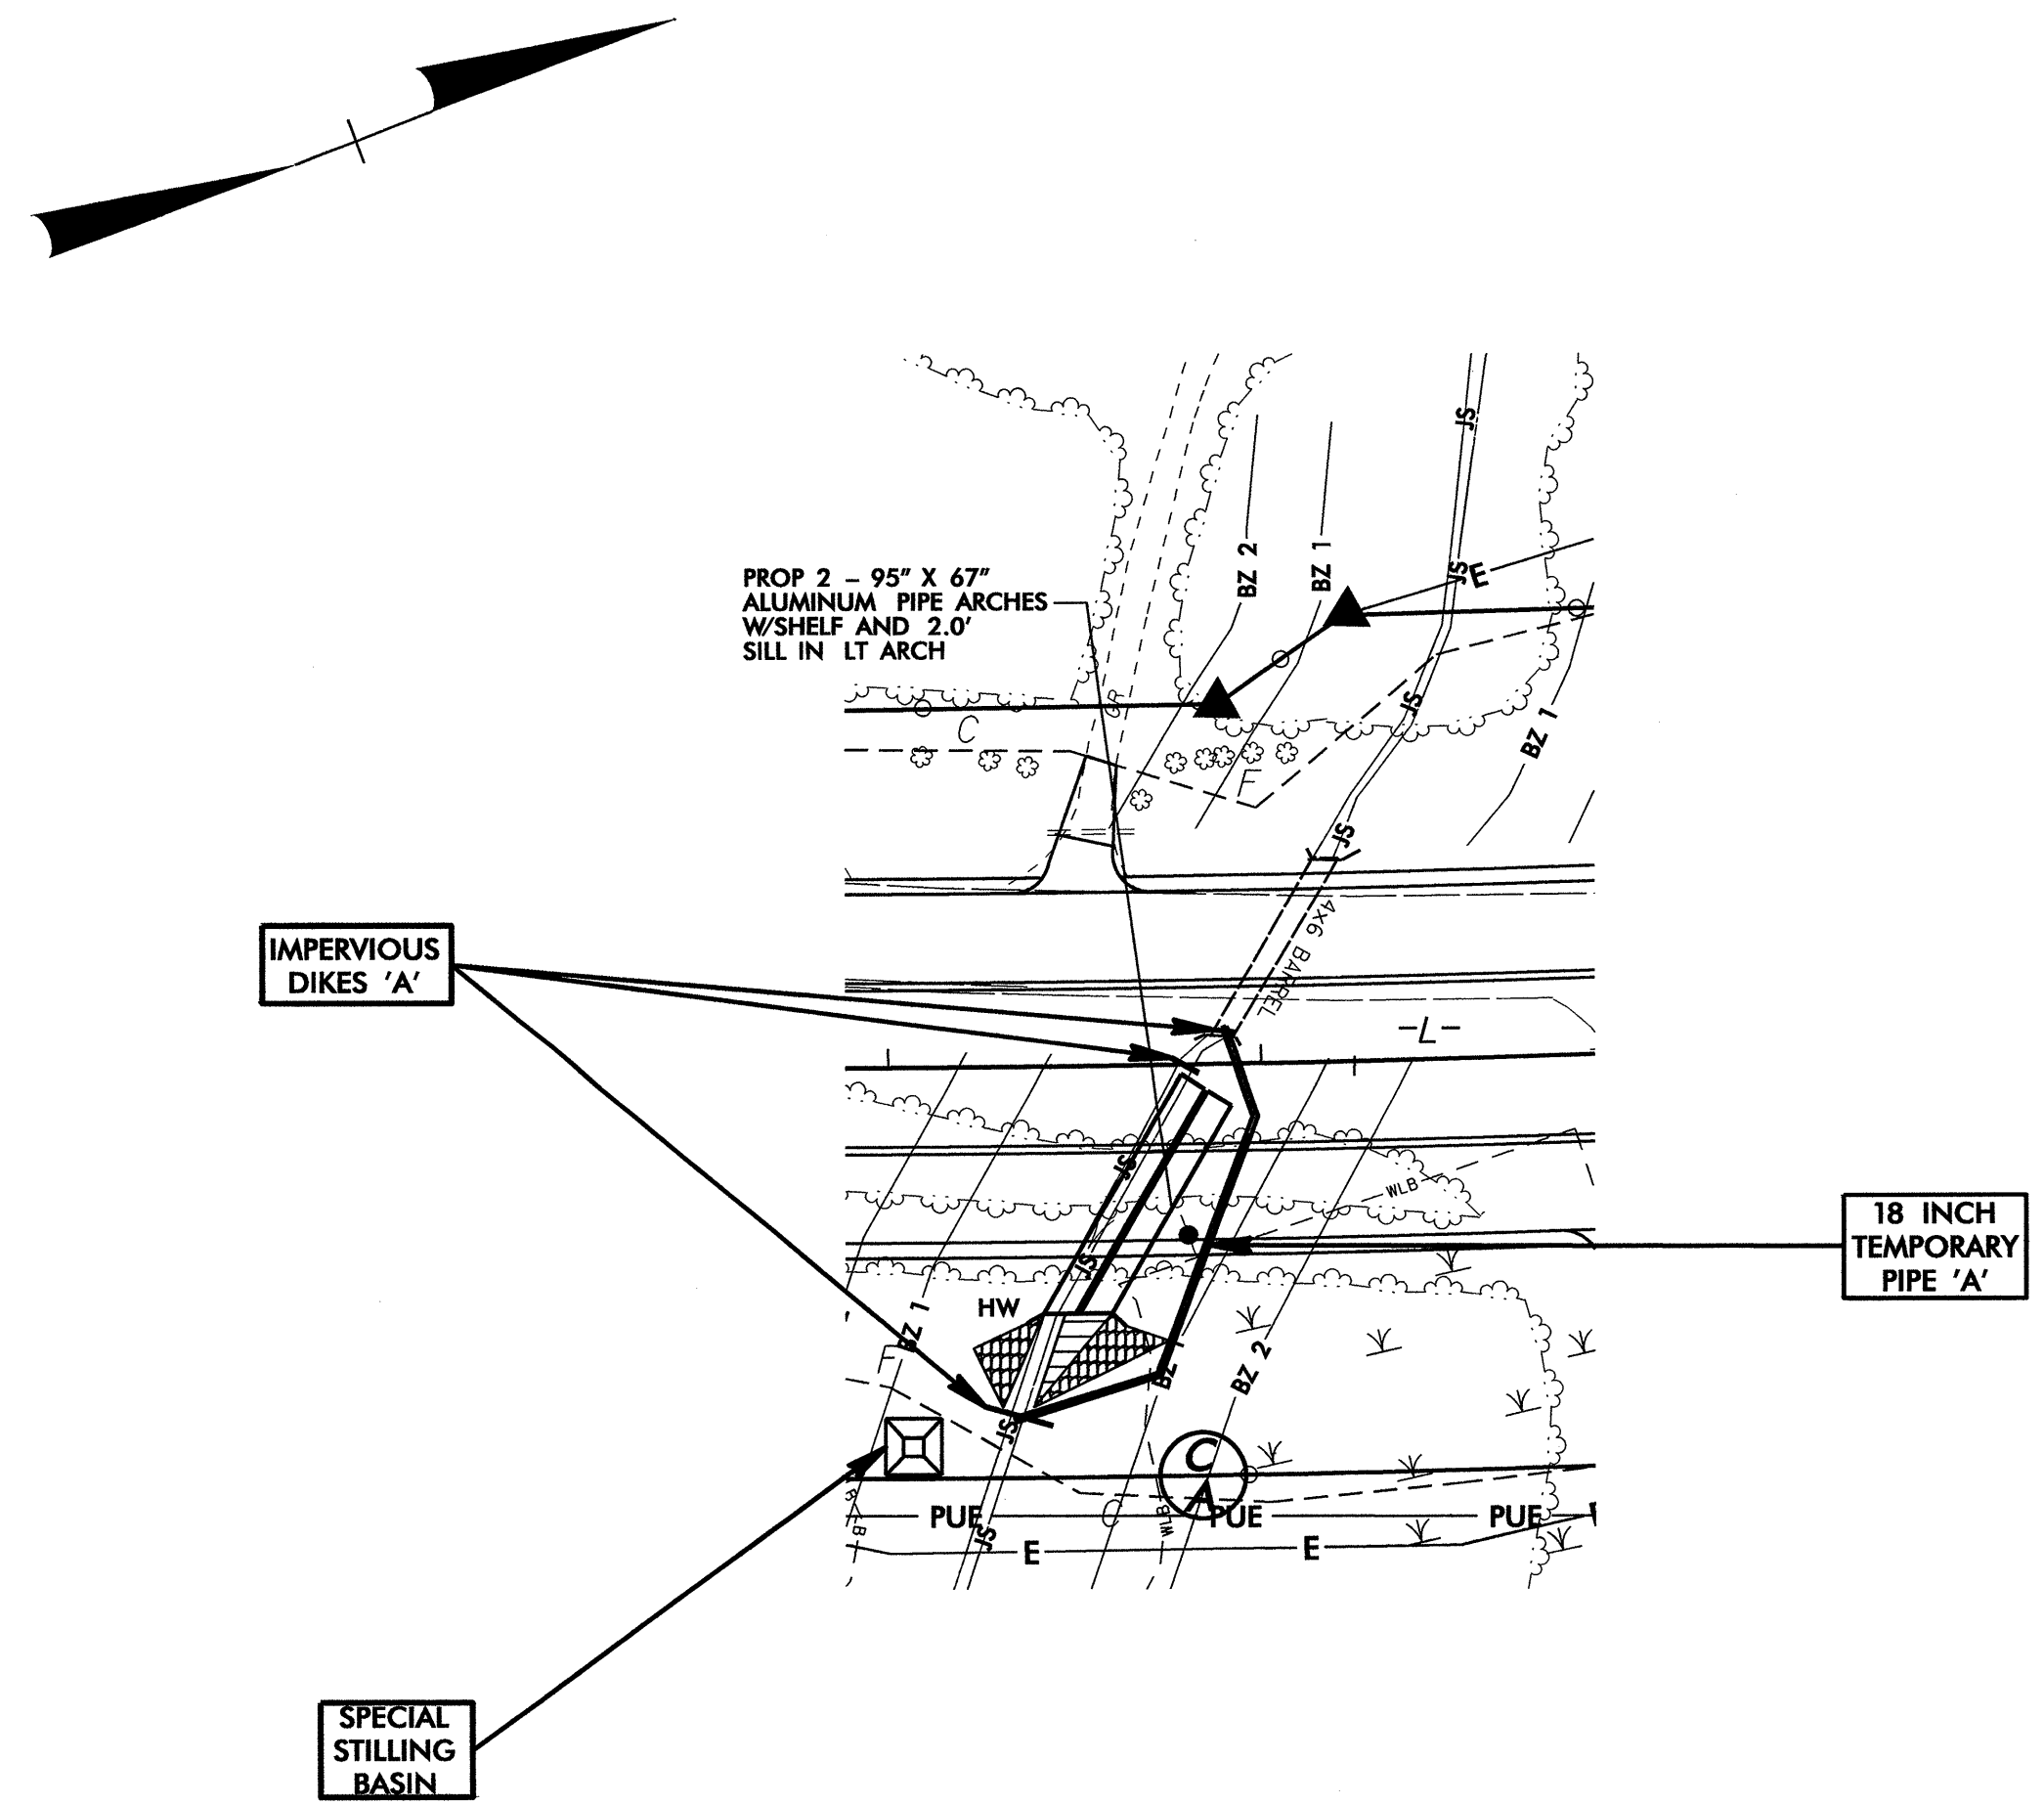 JS
BZ 2
BZ 1
JS
E
PROP 2 - 95" X 67"
ALUMINUM PIPE ARCHES
W/SHELF AND 2.0'
SILL IN LT ARCH
GR
JS
C
BZ 1
F
JS
4x6 BARREL
IMPERVIOUS
DIKES 'A'
-L-
JS
WLB
18 INCH
TEMPORARY
PIPE 'A'
JS
HW
BZ 1
F
BZ 1
BZ 2
JS
C
A
PUE
C
WLB
PUE
PUE
JS
E
E
SPECIAL
STILLING
BASIN